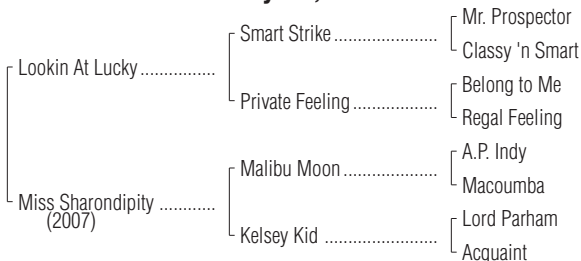 Mr. Prospector
Smart Strike ......................
Classy 'n Smart
Lookin At Lucky ...............
Belong to Me
Private Feeling ..................
Regal Feeling
A.P. Indy
Malibu Moon ....................
Macoumba
Miss Sharondipity ............
(2007)
Lord Parham
Kelsey Kid ........................
Acquaint